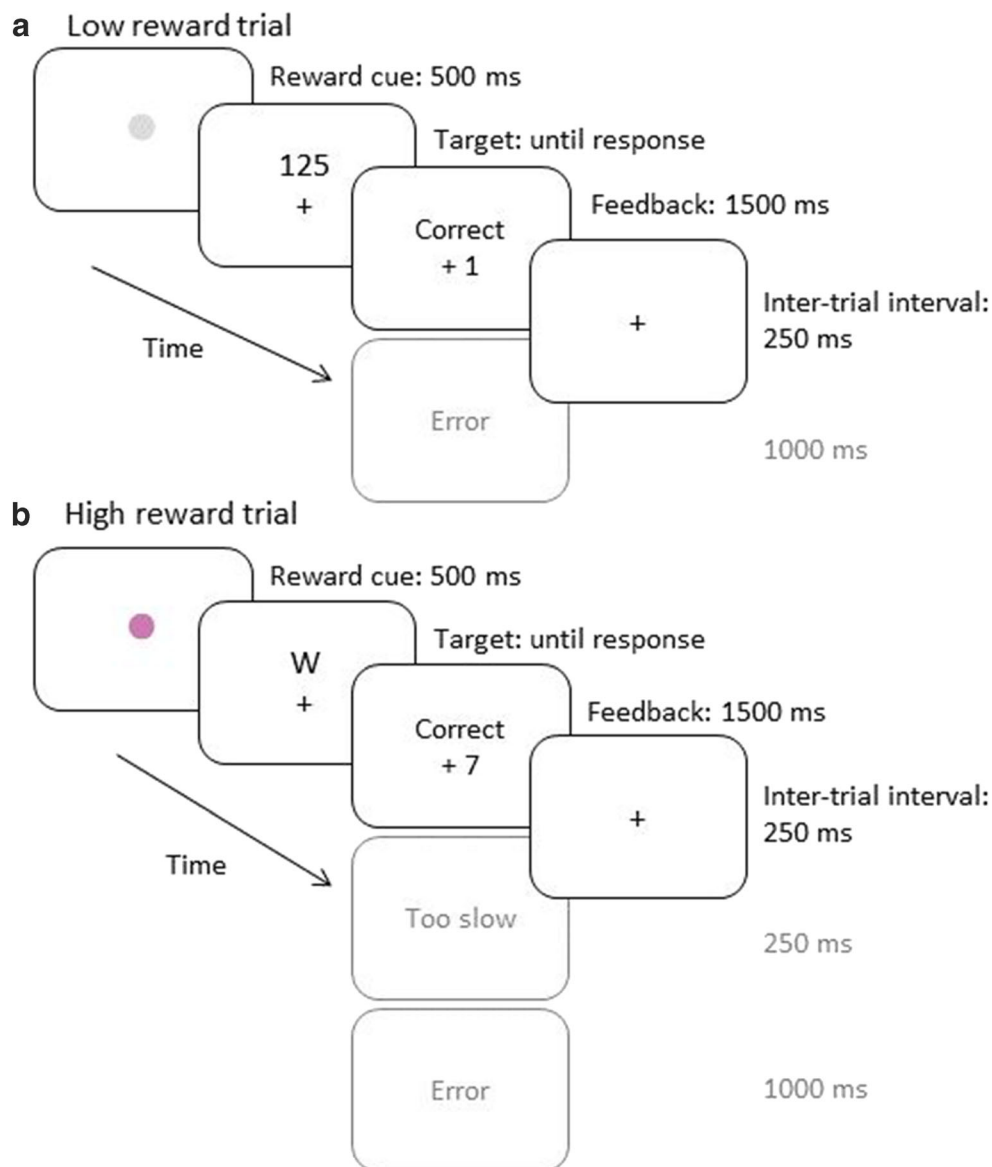 a Low reward trial
Reward cue: 500 ms
125
+
Target: until response
Correct
+ 1
Feedback: 1500 ms
+
Inter-trial interval:
250 ms
Time
Error
1000 ms
b High reward trial
Reward cue: 500 ms
W
+
Target: until response
Correct
+ 7
Feedback: 1500 ms
+
Inter-trial interval:
250 ms
Time
Too slow
250 ms
Error
1000 ms